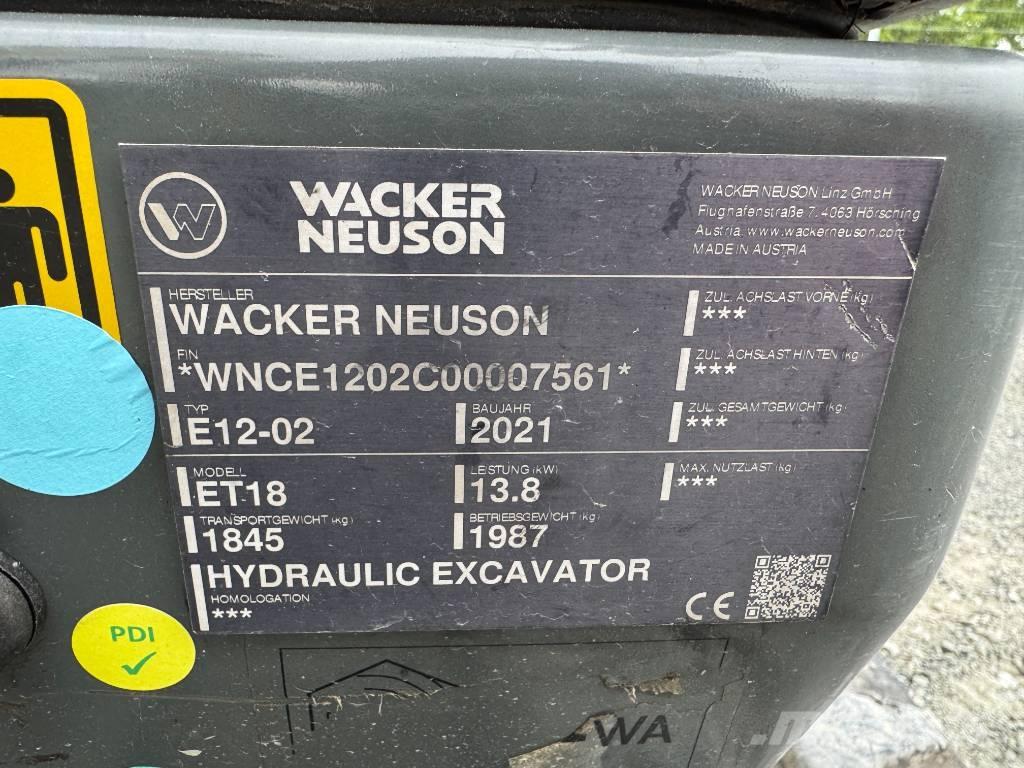 W
WACKER
NEUSON
WACKER NEUSON Linz GmbH
Flughafenstraße 7, 4063 Hörsching
Austria, www.wackerneuson.com
MADE IN AUSTRIA
HERSTELLER
WACKER NEUSON
FIN
*WNCE1202C00007561*
TYP
E12-02
BAUJAHR
2021
ZUL. ACHSLAST VORNE (kg)
***
ZUL. ACHSLAST HINTEN (kg)
***
ZUL. GESAMTGEWICHT (kg)
***
MODELL
ET18
LEISTUNG (kW)
13.8
MAX. NUTZLAST (kg)
***
TRANSPORTGEWICHT (kg)
1845
BETRIEBSGEWICHT (kg)
1987
HYDRAULIC EXCAVATOR
HOMOLOGATION
***
CE
PDI
WA